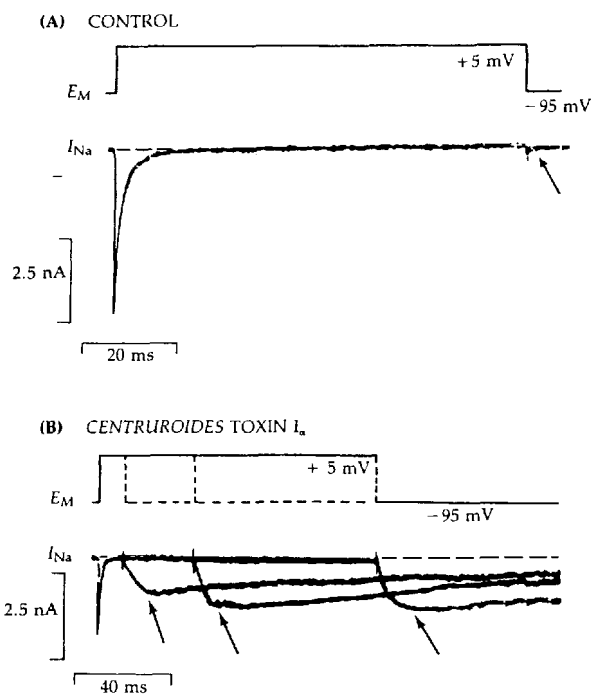 (A) CONTROL
+5 mV
E_M
−95 mV
I_Na
−
2.5 nA
20 ms
(B) CENTRUROIDES TOXIN I_α
+ 5 mV
E_M
−95 mV
I_Na
2.5 nA
40 ms